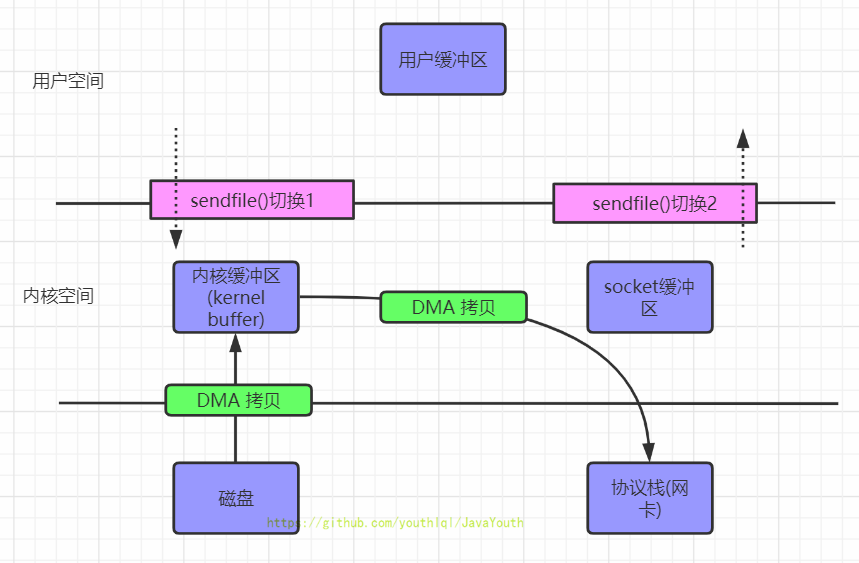 用户缓冲区
用户空间
sendfile()切换1
sendfile()切换2
内核空间
内核缓冲区
(kernel
buffer)
DMA 拷贝
socket缓冲
区
DMA 拷贝
磁盘
协议栈(网
卡)
https://github.com/youthlql/JavaYouth